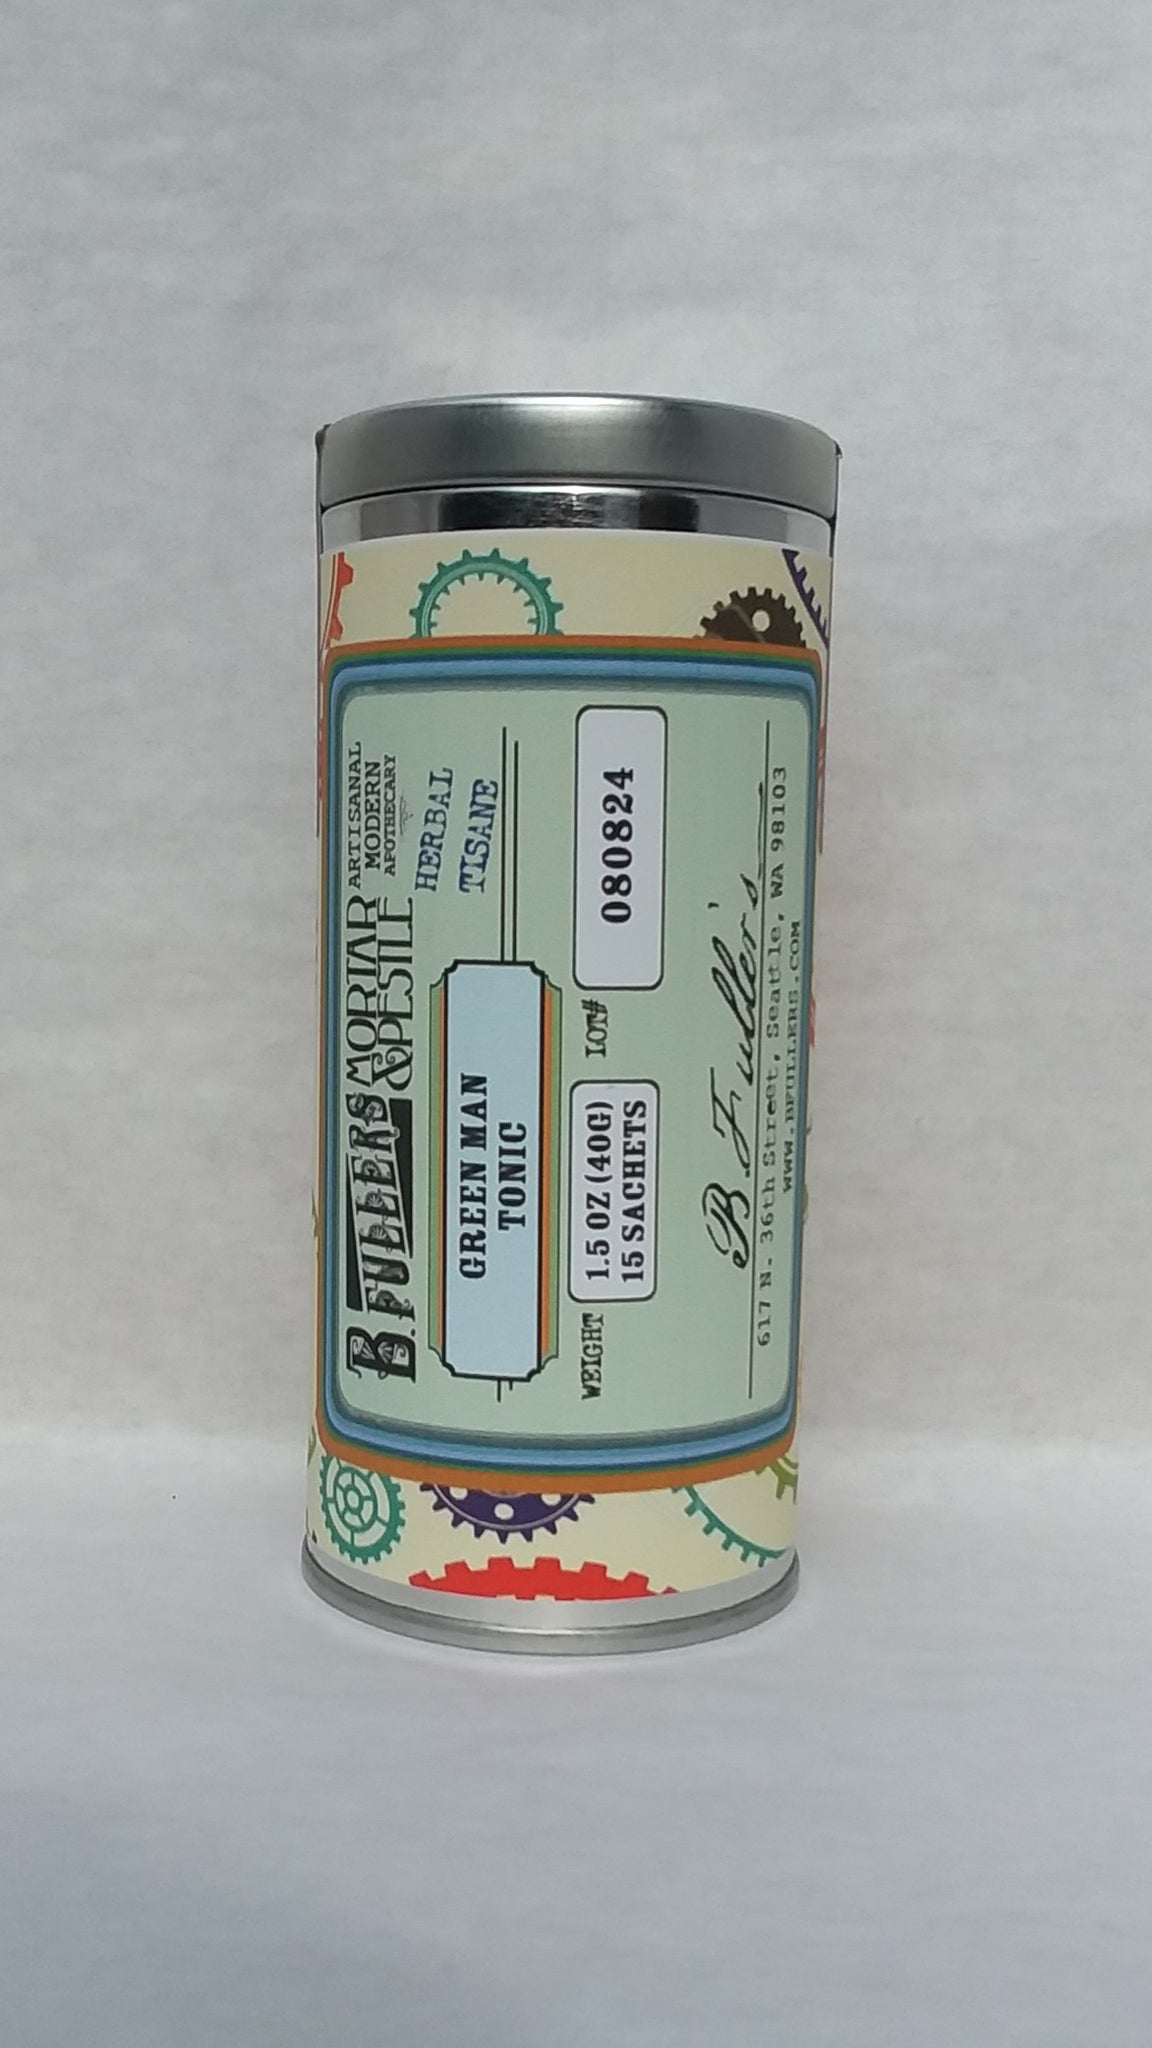 B. FULLER'S MORTAR & PESTLE
ARTISANAL
MODERN
APOTHECARY
HERBAL
TISANE
GREEN MAN
TONIC
WEIGHT 1.5 OZ (40G)
15 SACHETS
LOT# 080824
B. Fuller's
617 N. 36th Street, Seattle, WA 98103
WWW.BFULLERS.COM